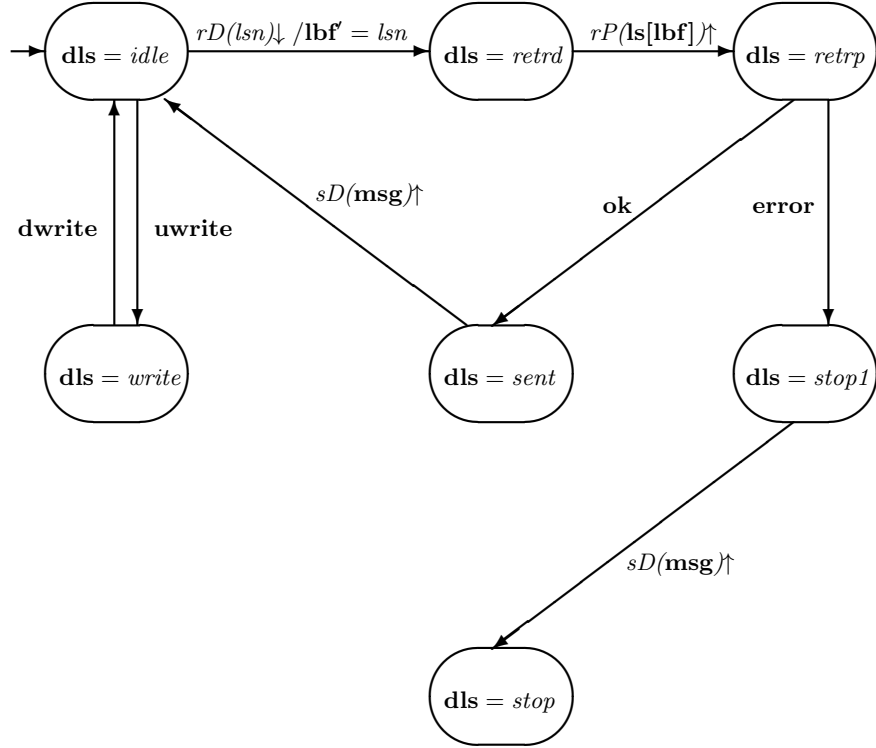 dls = idle
rD(lsn)↓ /lbf′ = lsn
dls = retrd
rP(ls[lbf])↑
dls = retrp
sD(msg)↑
ok
error
dwrite
uwrite
dls = write
dls = sent
dls = stop1
sD(msg)↑
dls = stop